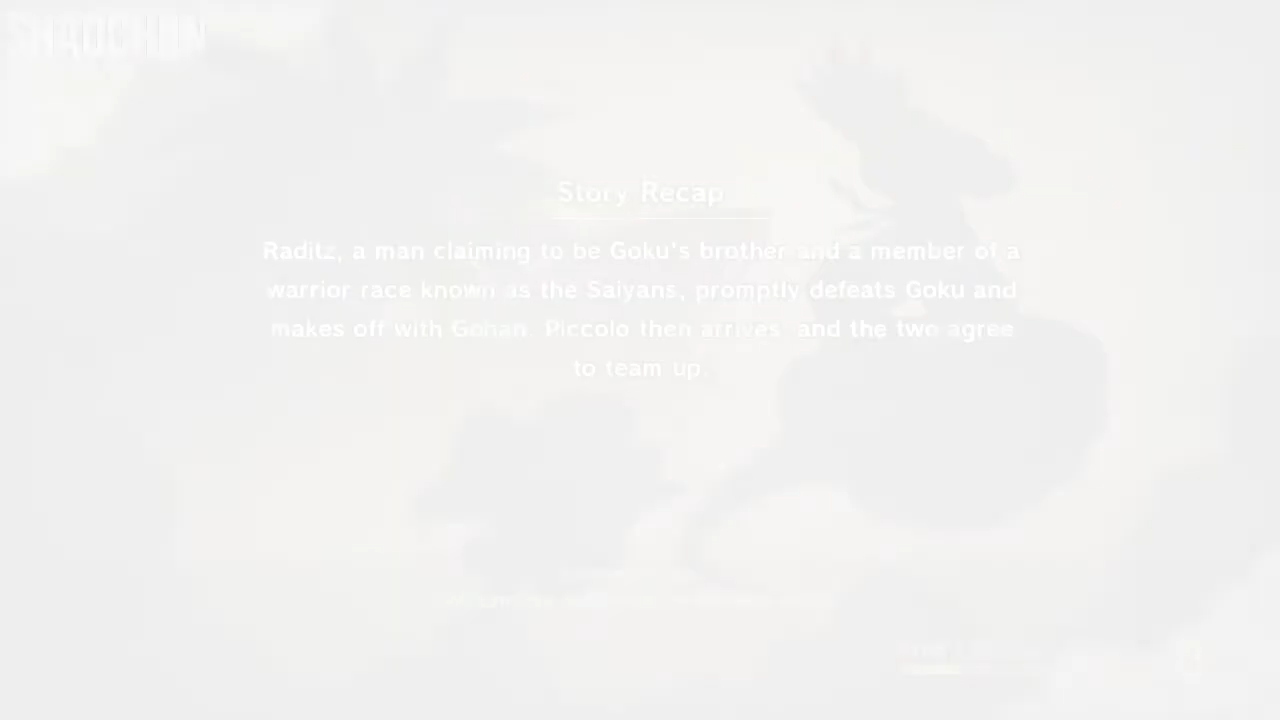 Story Recap
Raditz, a man claiming to be Goku's brother and a member of a
warrior race known as the Saiyans, promptly defeats Goku and
makes off with Gohan. Piccolo then arrives, and the two agree
to team up.